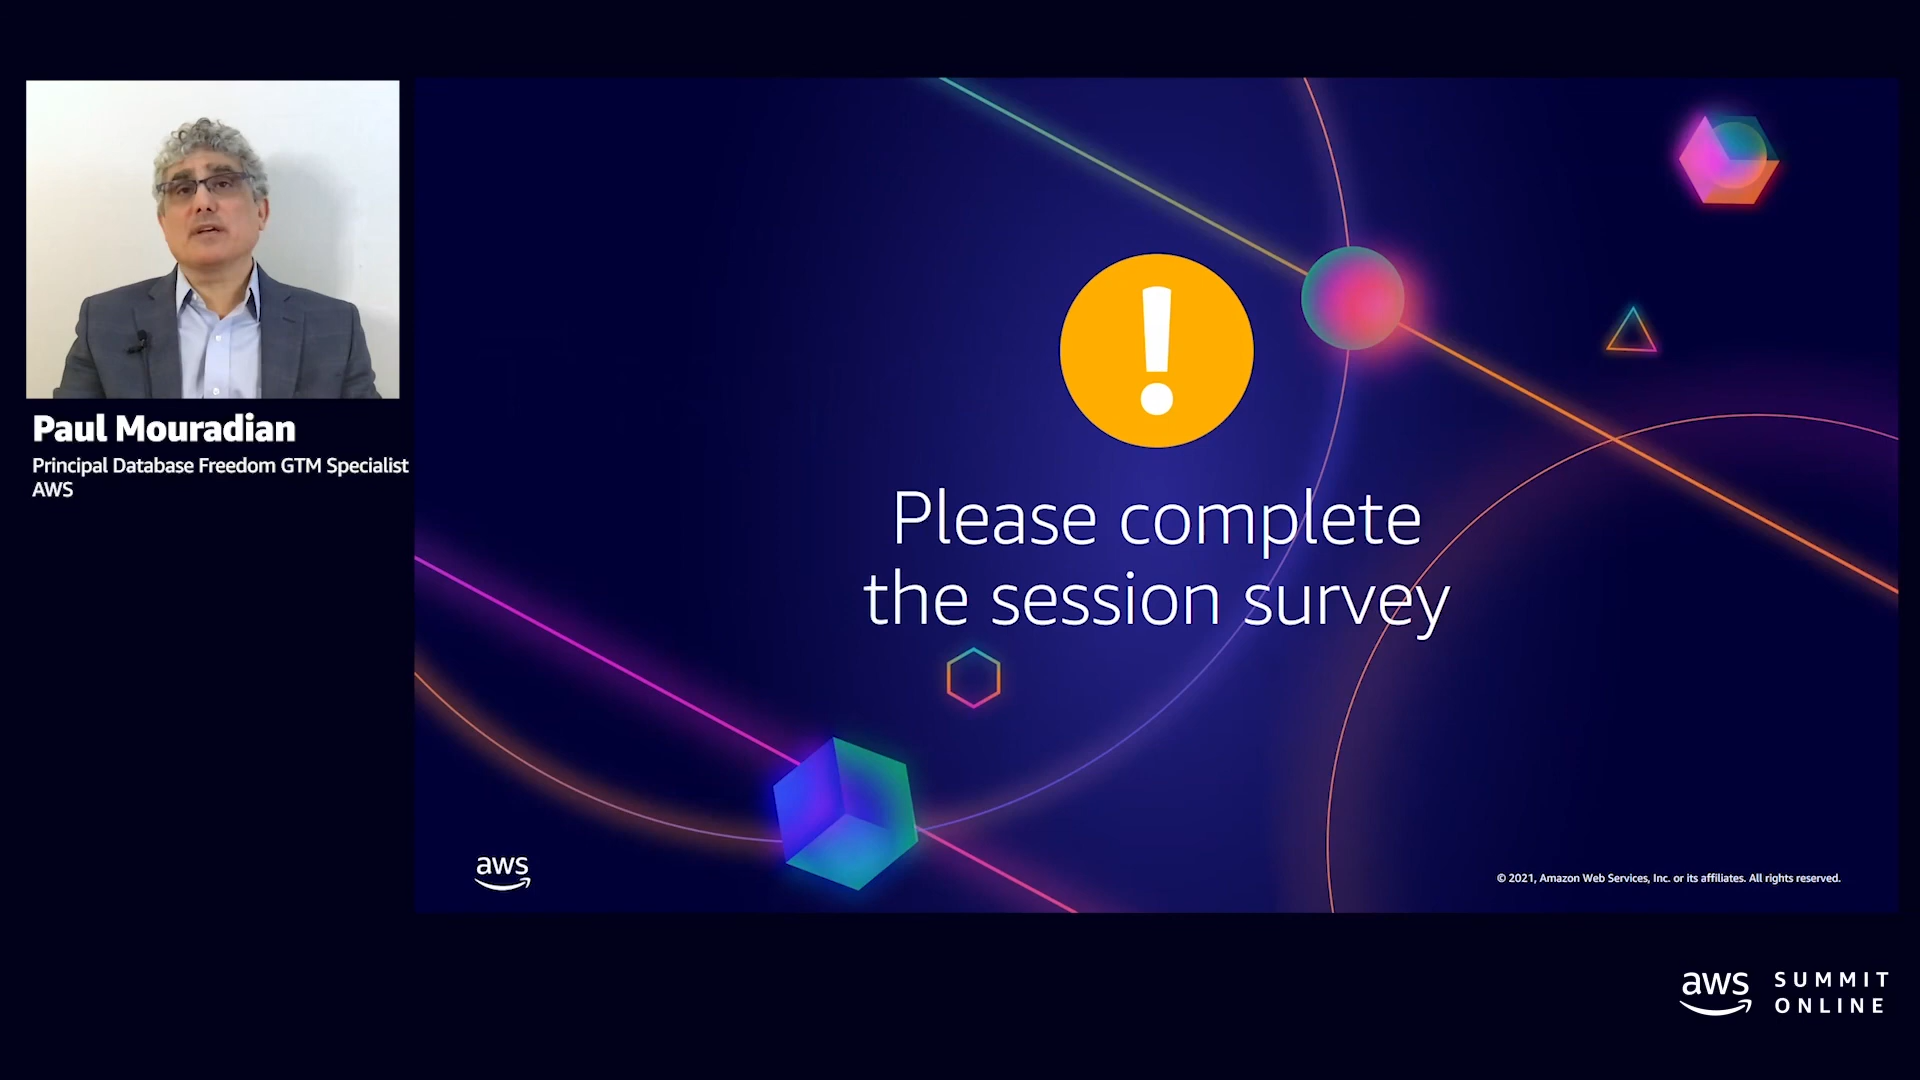 Paul Mouradian
Principal Database Freedom GTM Specialist
AWS
!
Please complete
the session survey
aws
© 2021, Amazon Web Services, Inc. or its affiliates. All rights reserved.
aws SUMMIT
ONLINE